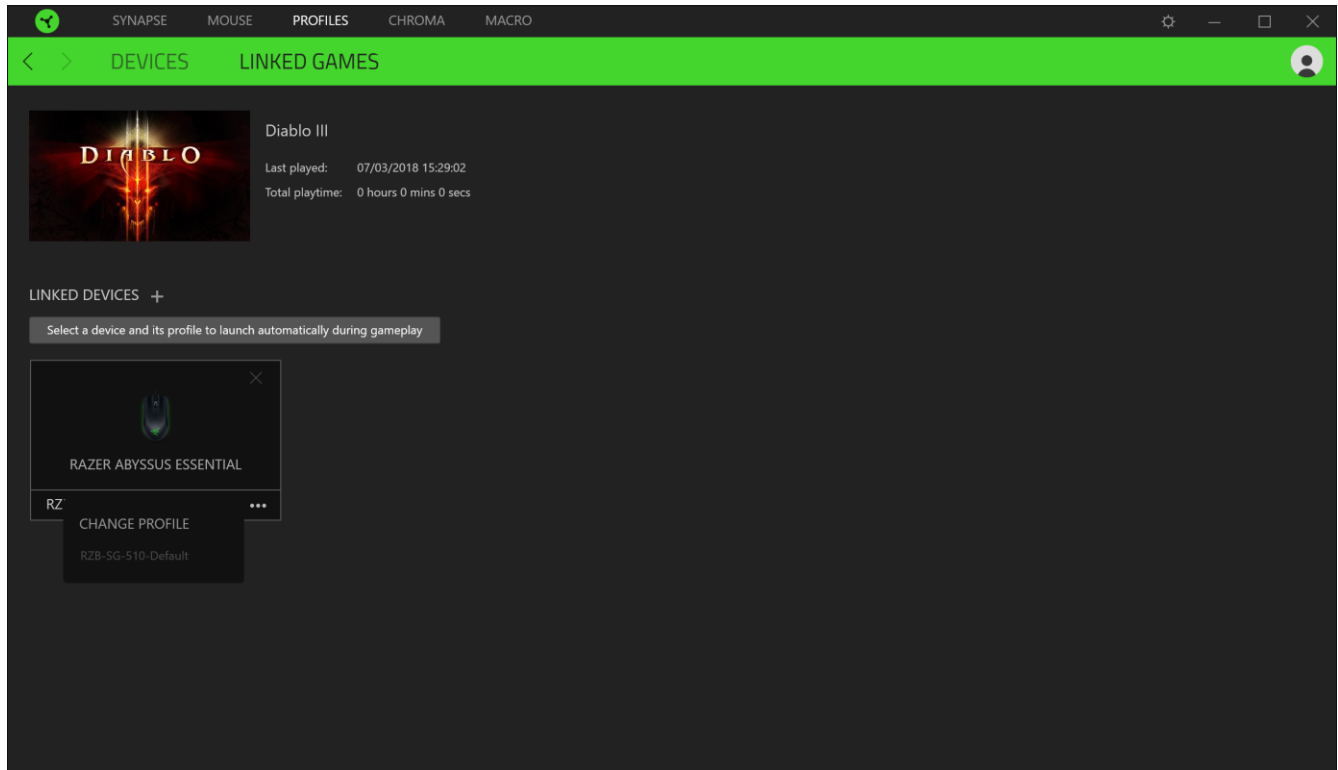 SYNAPSE MOUSE PROFILES CHROMA MACRO
DEVICES LINKED GAMES
DIABLO
Diablo III
Last played: 07/03/2018 15:29:02
Total playtime: 0 hours 0 mins 0 secs
LINKED DEVICES +
Select a device and its profile to launch automatically during gameplay
RAZER ABYSSUS ESSENTIAL
RZ
CHANGE PROFILE
RZB-SG-510-Default